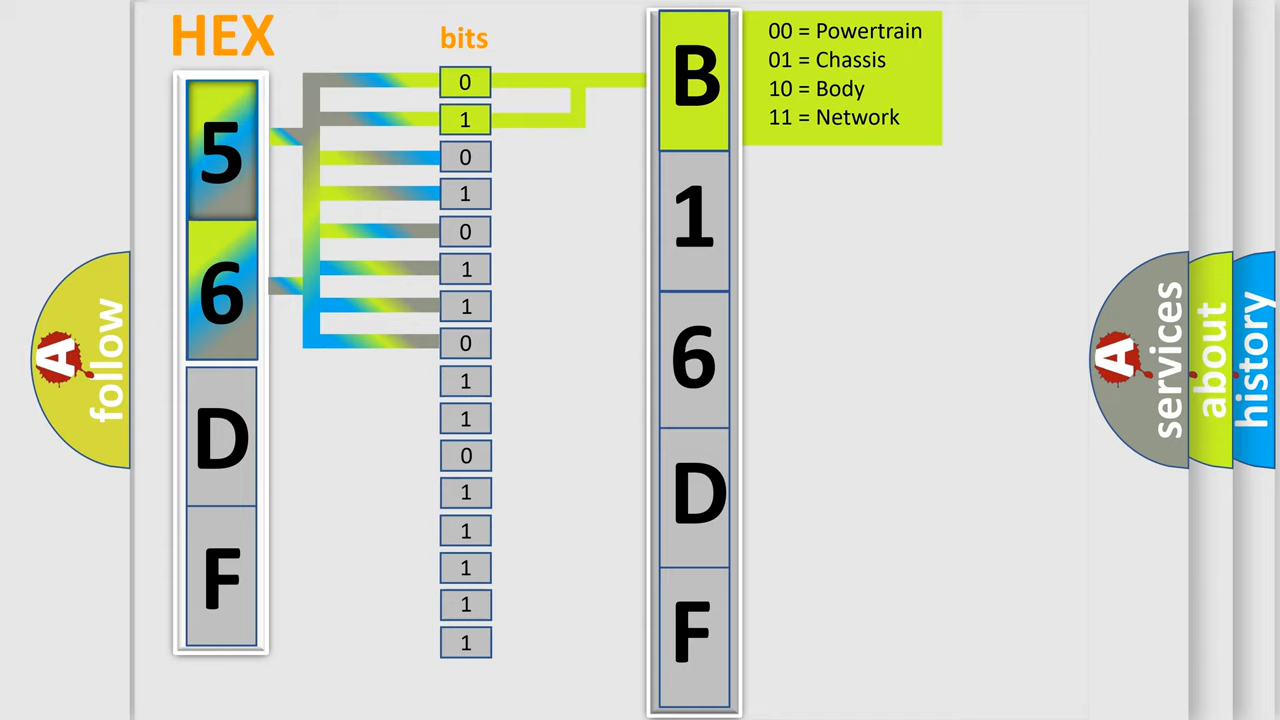 HEX
bits
5
6
D
F
0
1
0
1
0
1
1
0
1
1
0
1
1
1
1
1
B
1
6
D
F
00 = Powertrain
01 = Chassis
10 = Body
11 = Network
A
follow
A
services
about
history